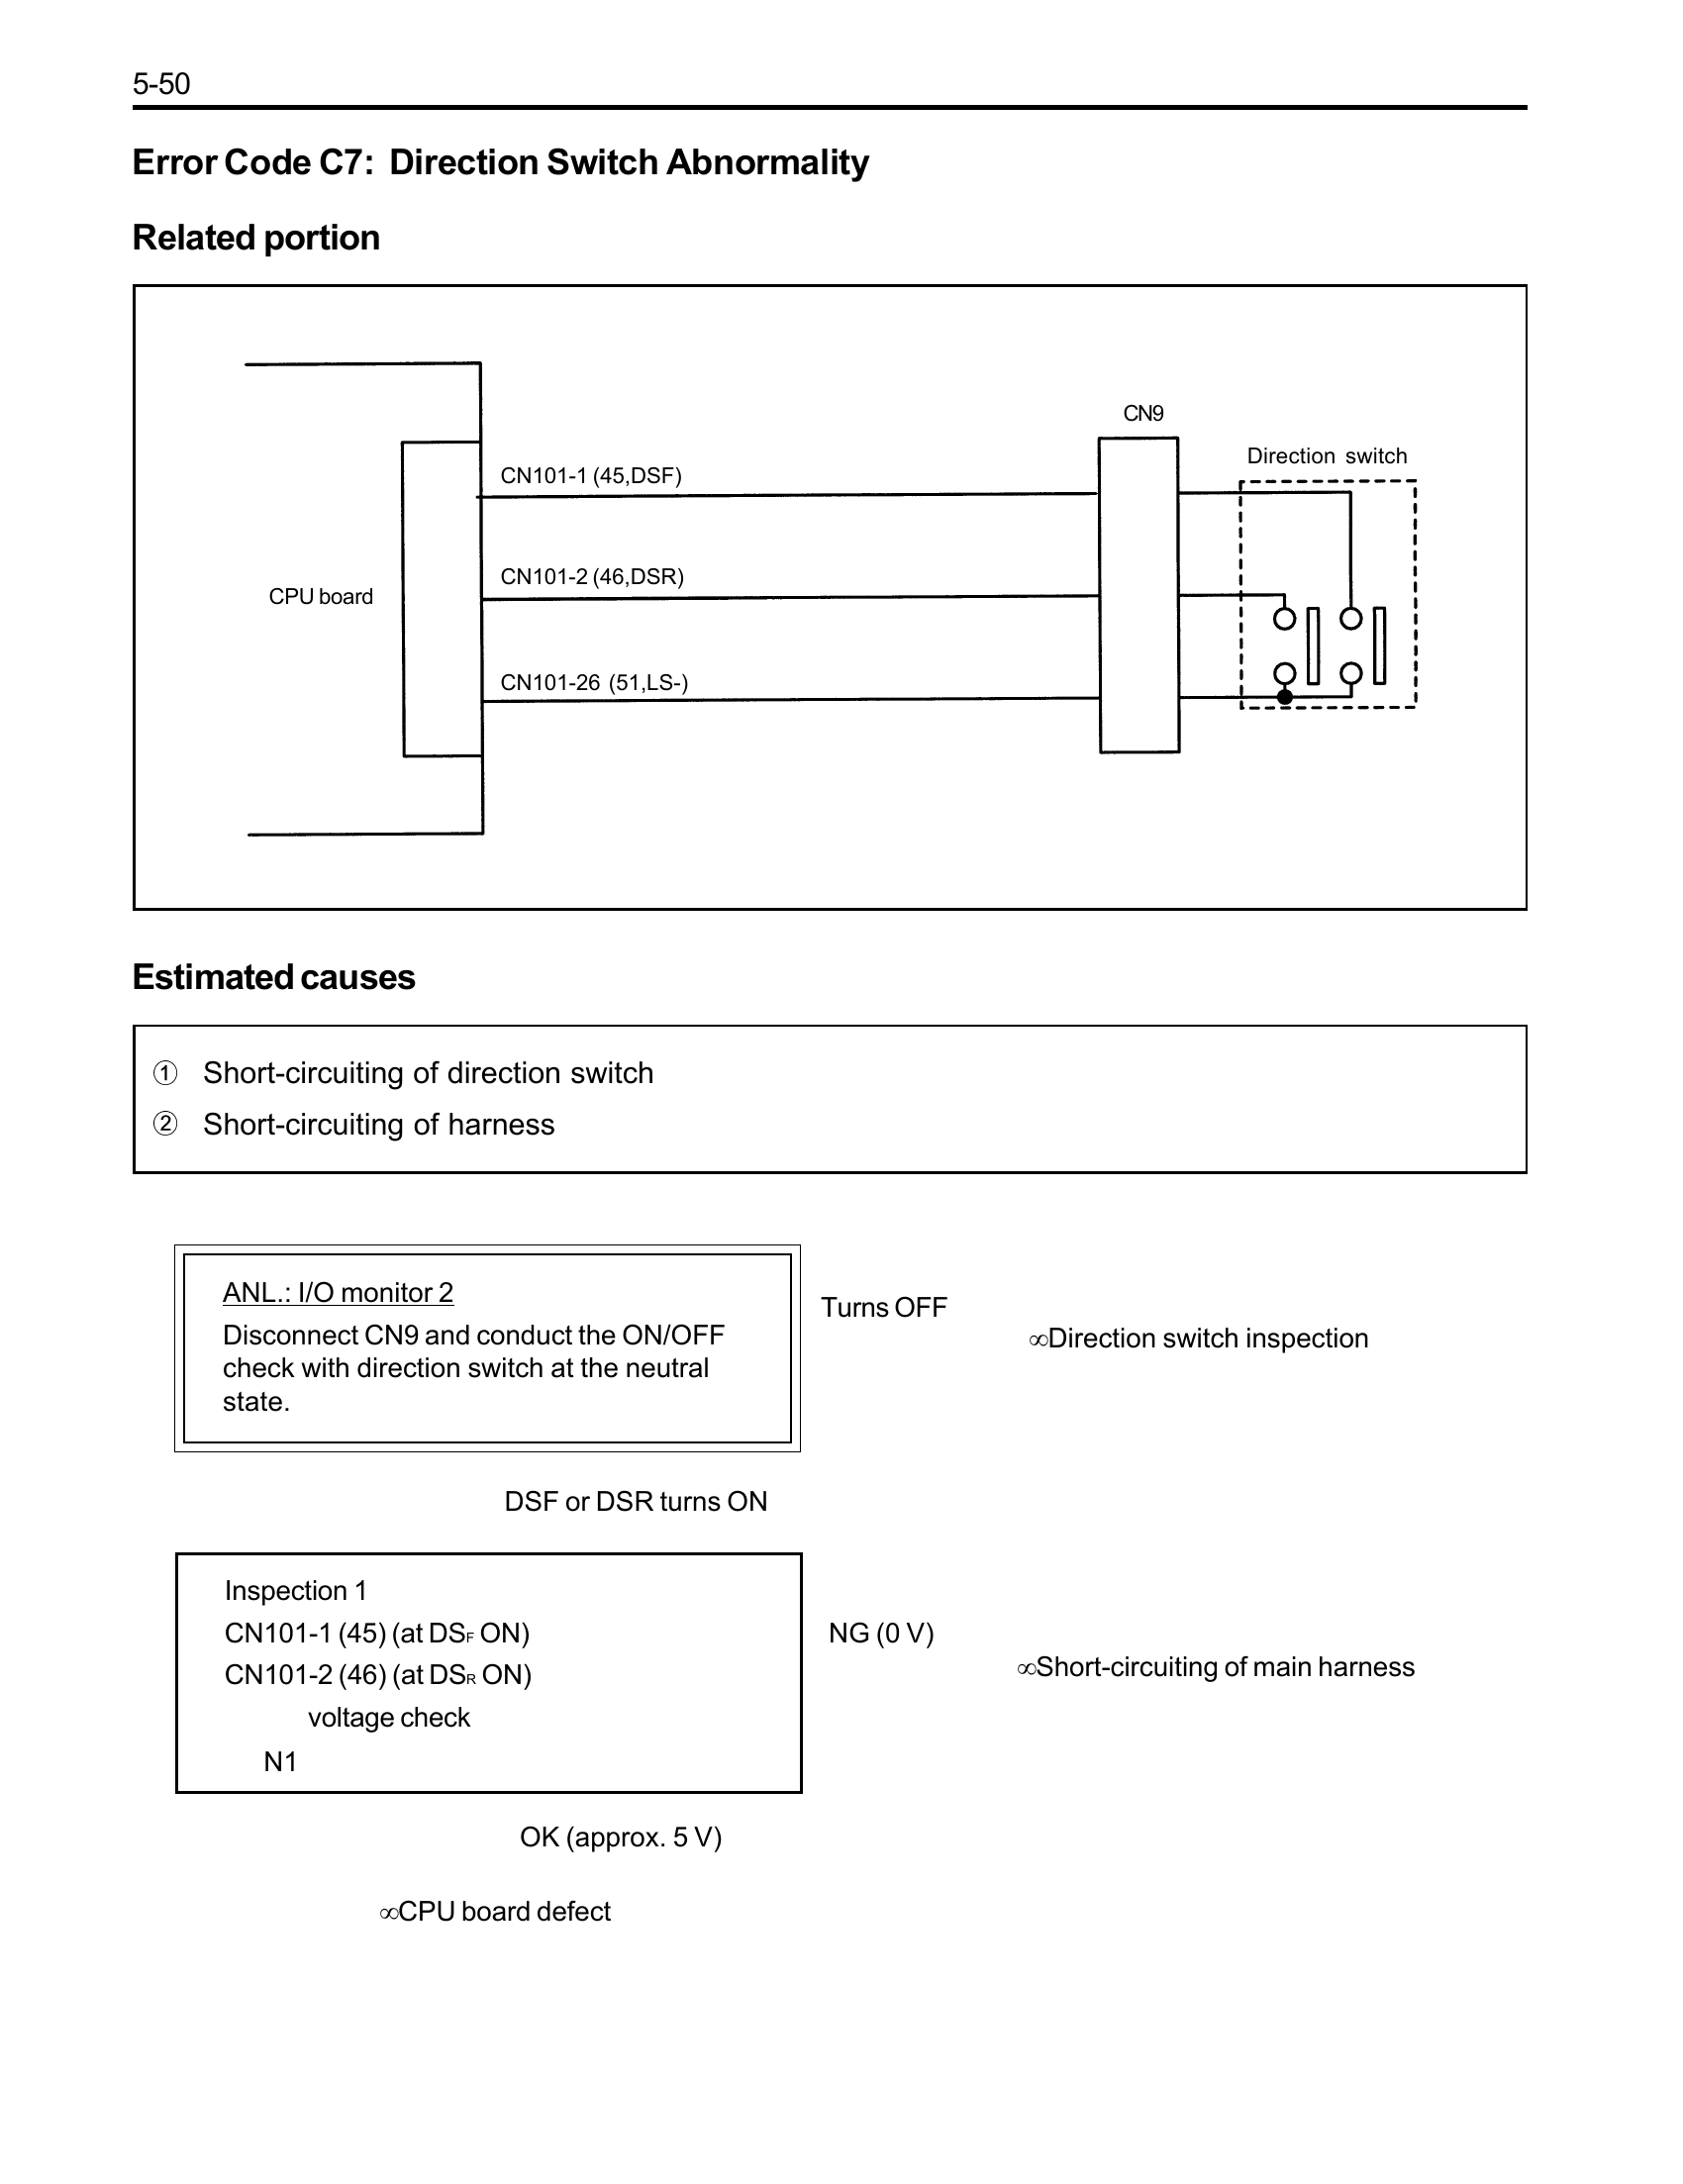 5-50
Error Code C7: Direction Switch Abnormality
Related portion
CN9
Direction switch
CN101-1 (45,DSF)
CN101-2 (46,DSR)
CPU board
CN101-26 (51,LS-)
Estimated causes
① Short-circuiting of direction switch
② Short-circuiting of harness
ANL.: I/O monitor 2
Disconnect CN9 and conduct the ON/OFF
check with direction switch at the neutral
state.
Turns OFF
∞Direction switch inspection
DSF or DSR turns ON
Inspection 1
CN101-1 (45) (at DSF ON)
CN101-2 (46) (at DSR ON)
voltage check
N1
NG (0 V)
∞Short-circuiting of main harness
OK (approx. 5 V)
∞CPU board defect